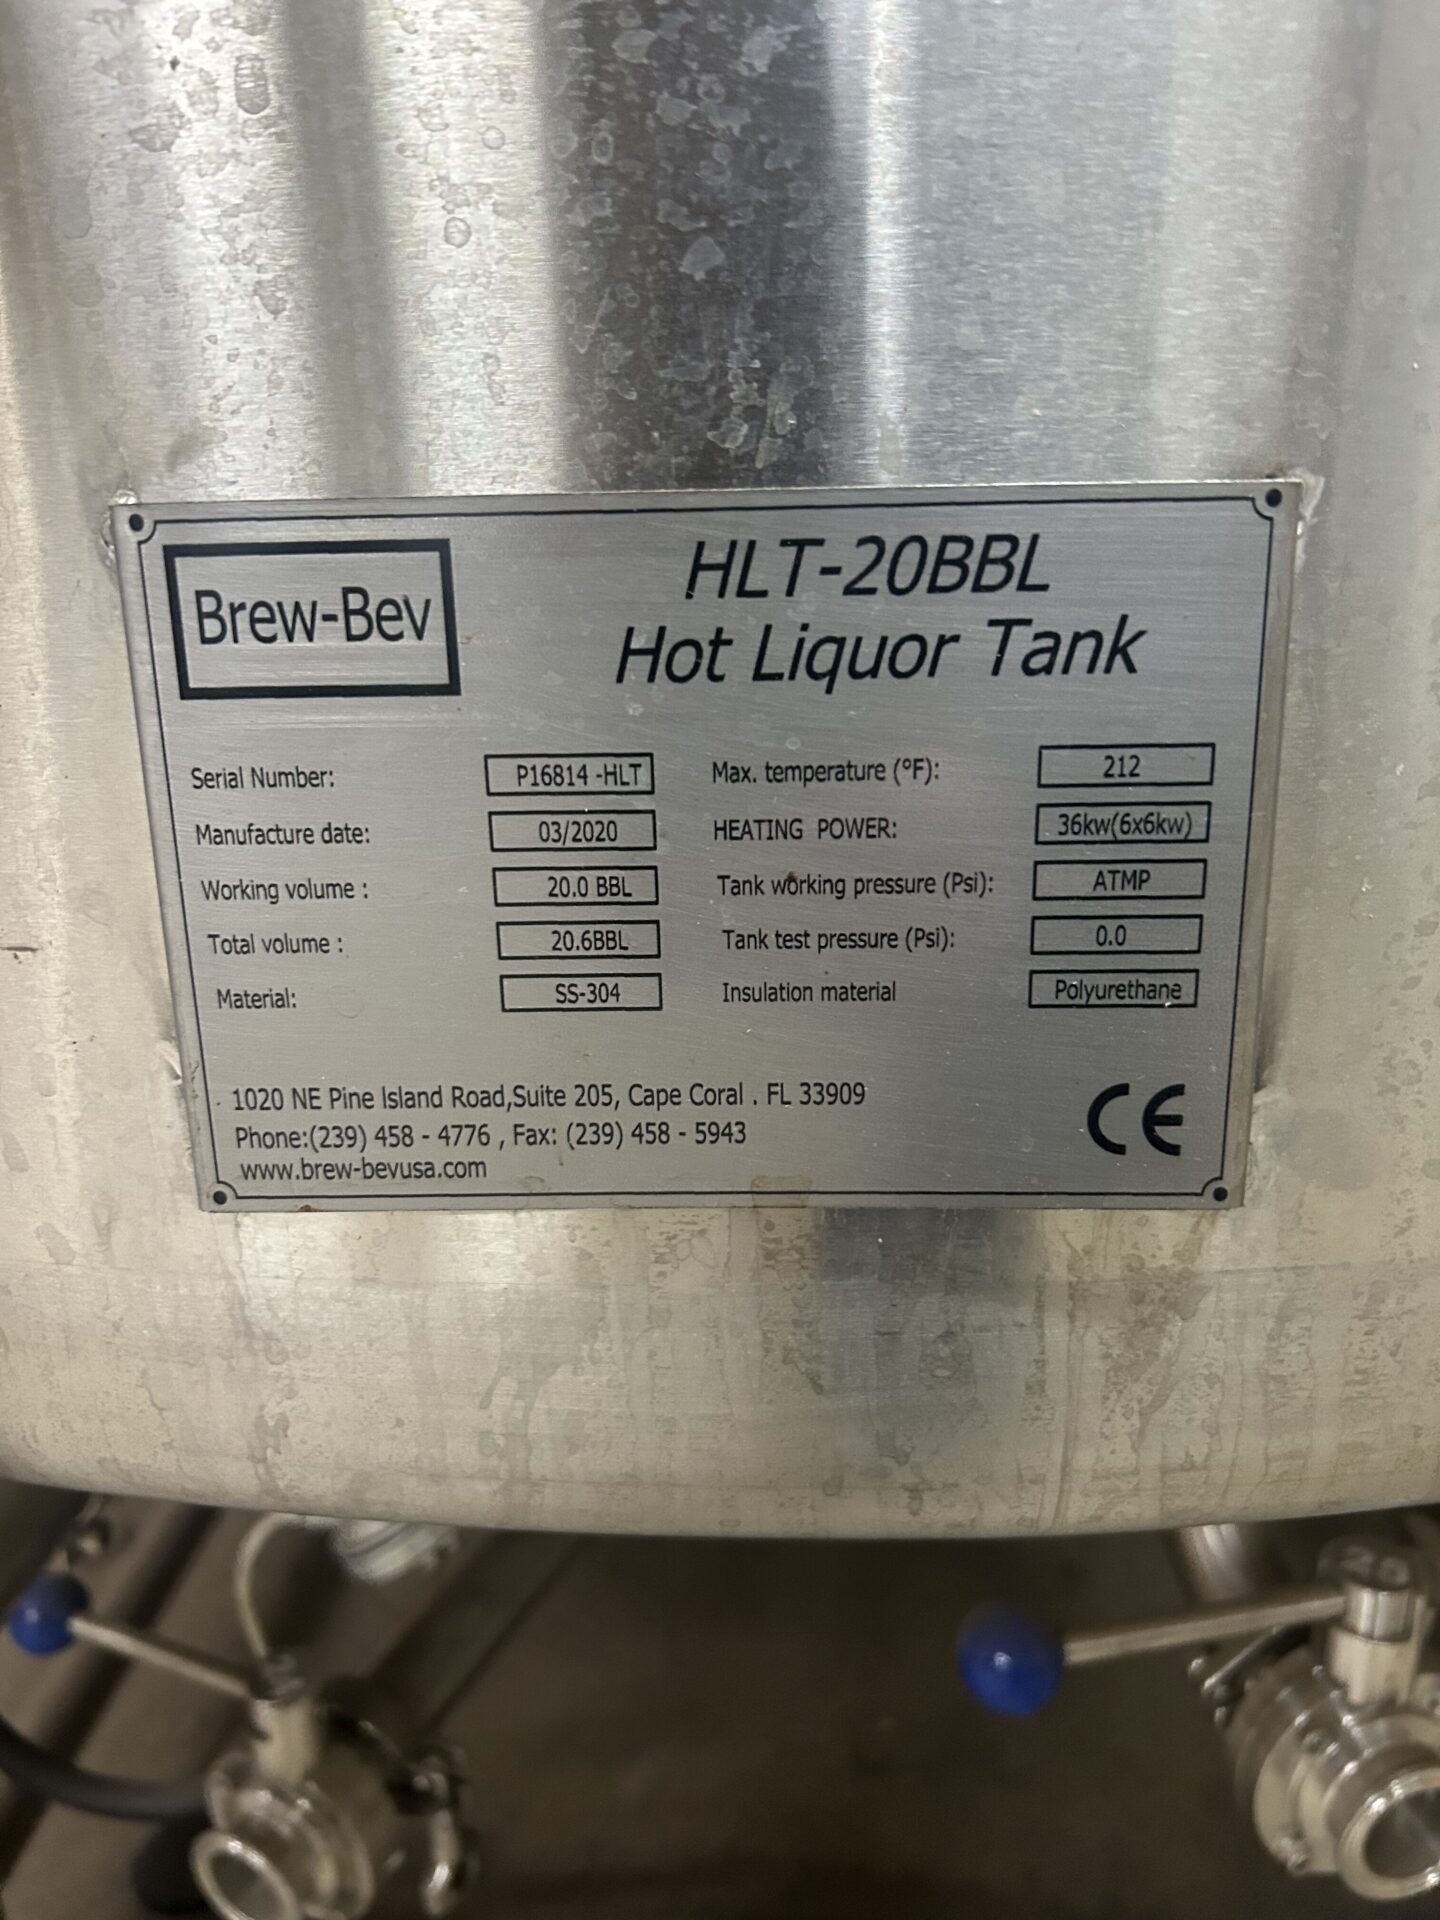 Brew-Bev
HLT-20BBL
Hot Liquor Tank
Serial Number: P16814 -HLT
Manufacture date: 03/2020
Working volume : 20.0 BBL
Total volume : 20.6BBL
Material: SS-304
Max. temperature (°F): 212
HEATING POWER: 36kw(6x6kw)
Tank working pressure (Psi): ATMP
Tank test pressure (Psi): 0.0
Insulation material Polyurethane
1020 NE Pine Island Road,Suite 205, Cape Coral . FL 33909
Phone:(239) 458 - 4776 , Fax: (239) 458 - 5943
www.brew-bevusa.com
CE